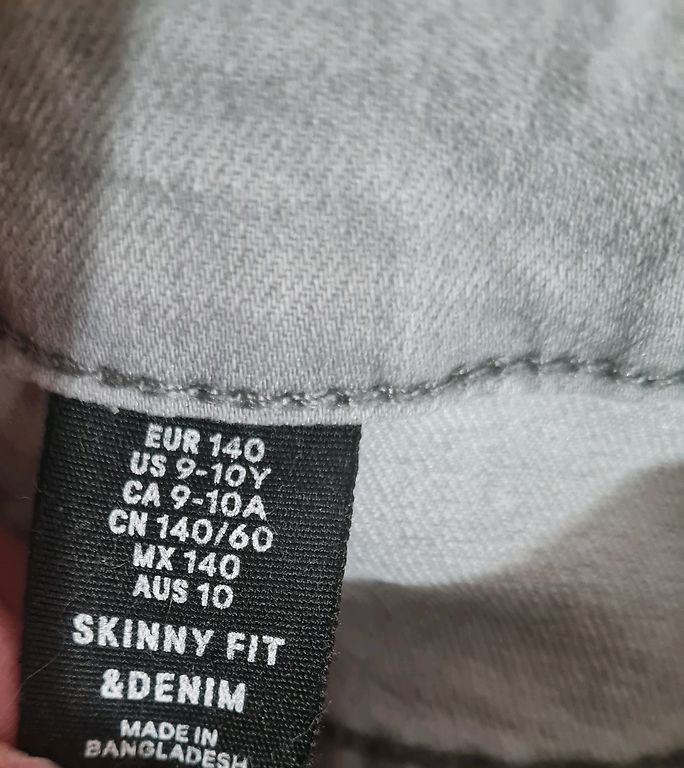 EUR 140
US 9-10Y
CA 9-10A
CN 140/60
MX 140
AUS 10
SKINNY FIT
&DENIM
MADE IN
BANGLADESH